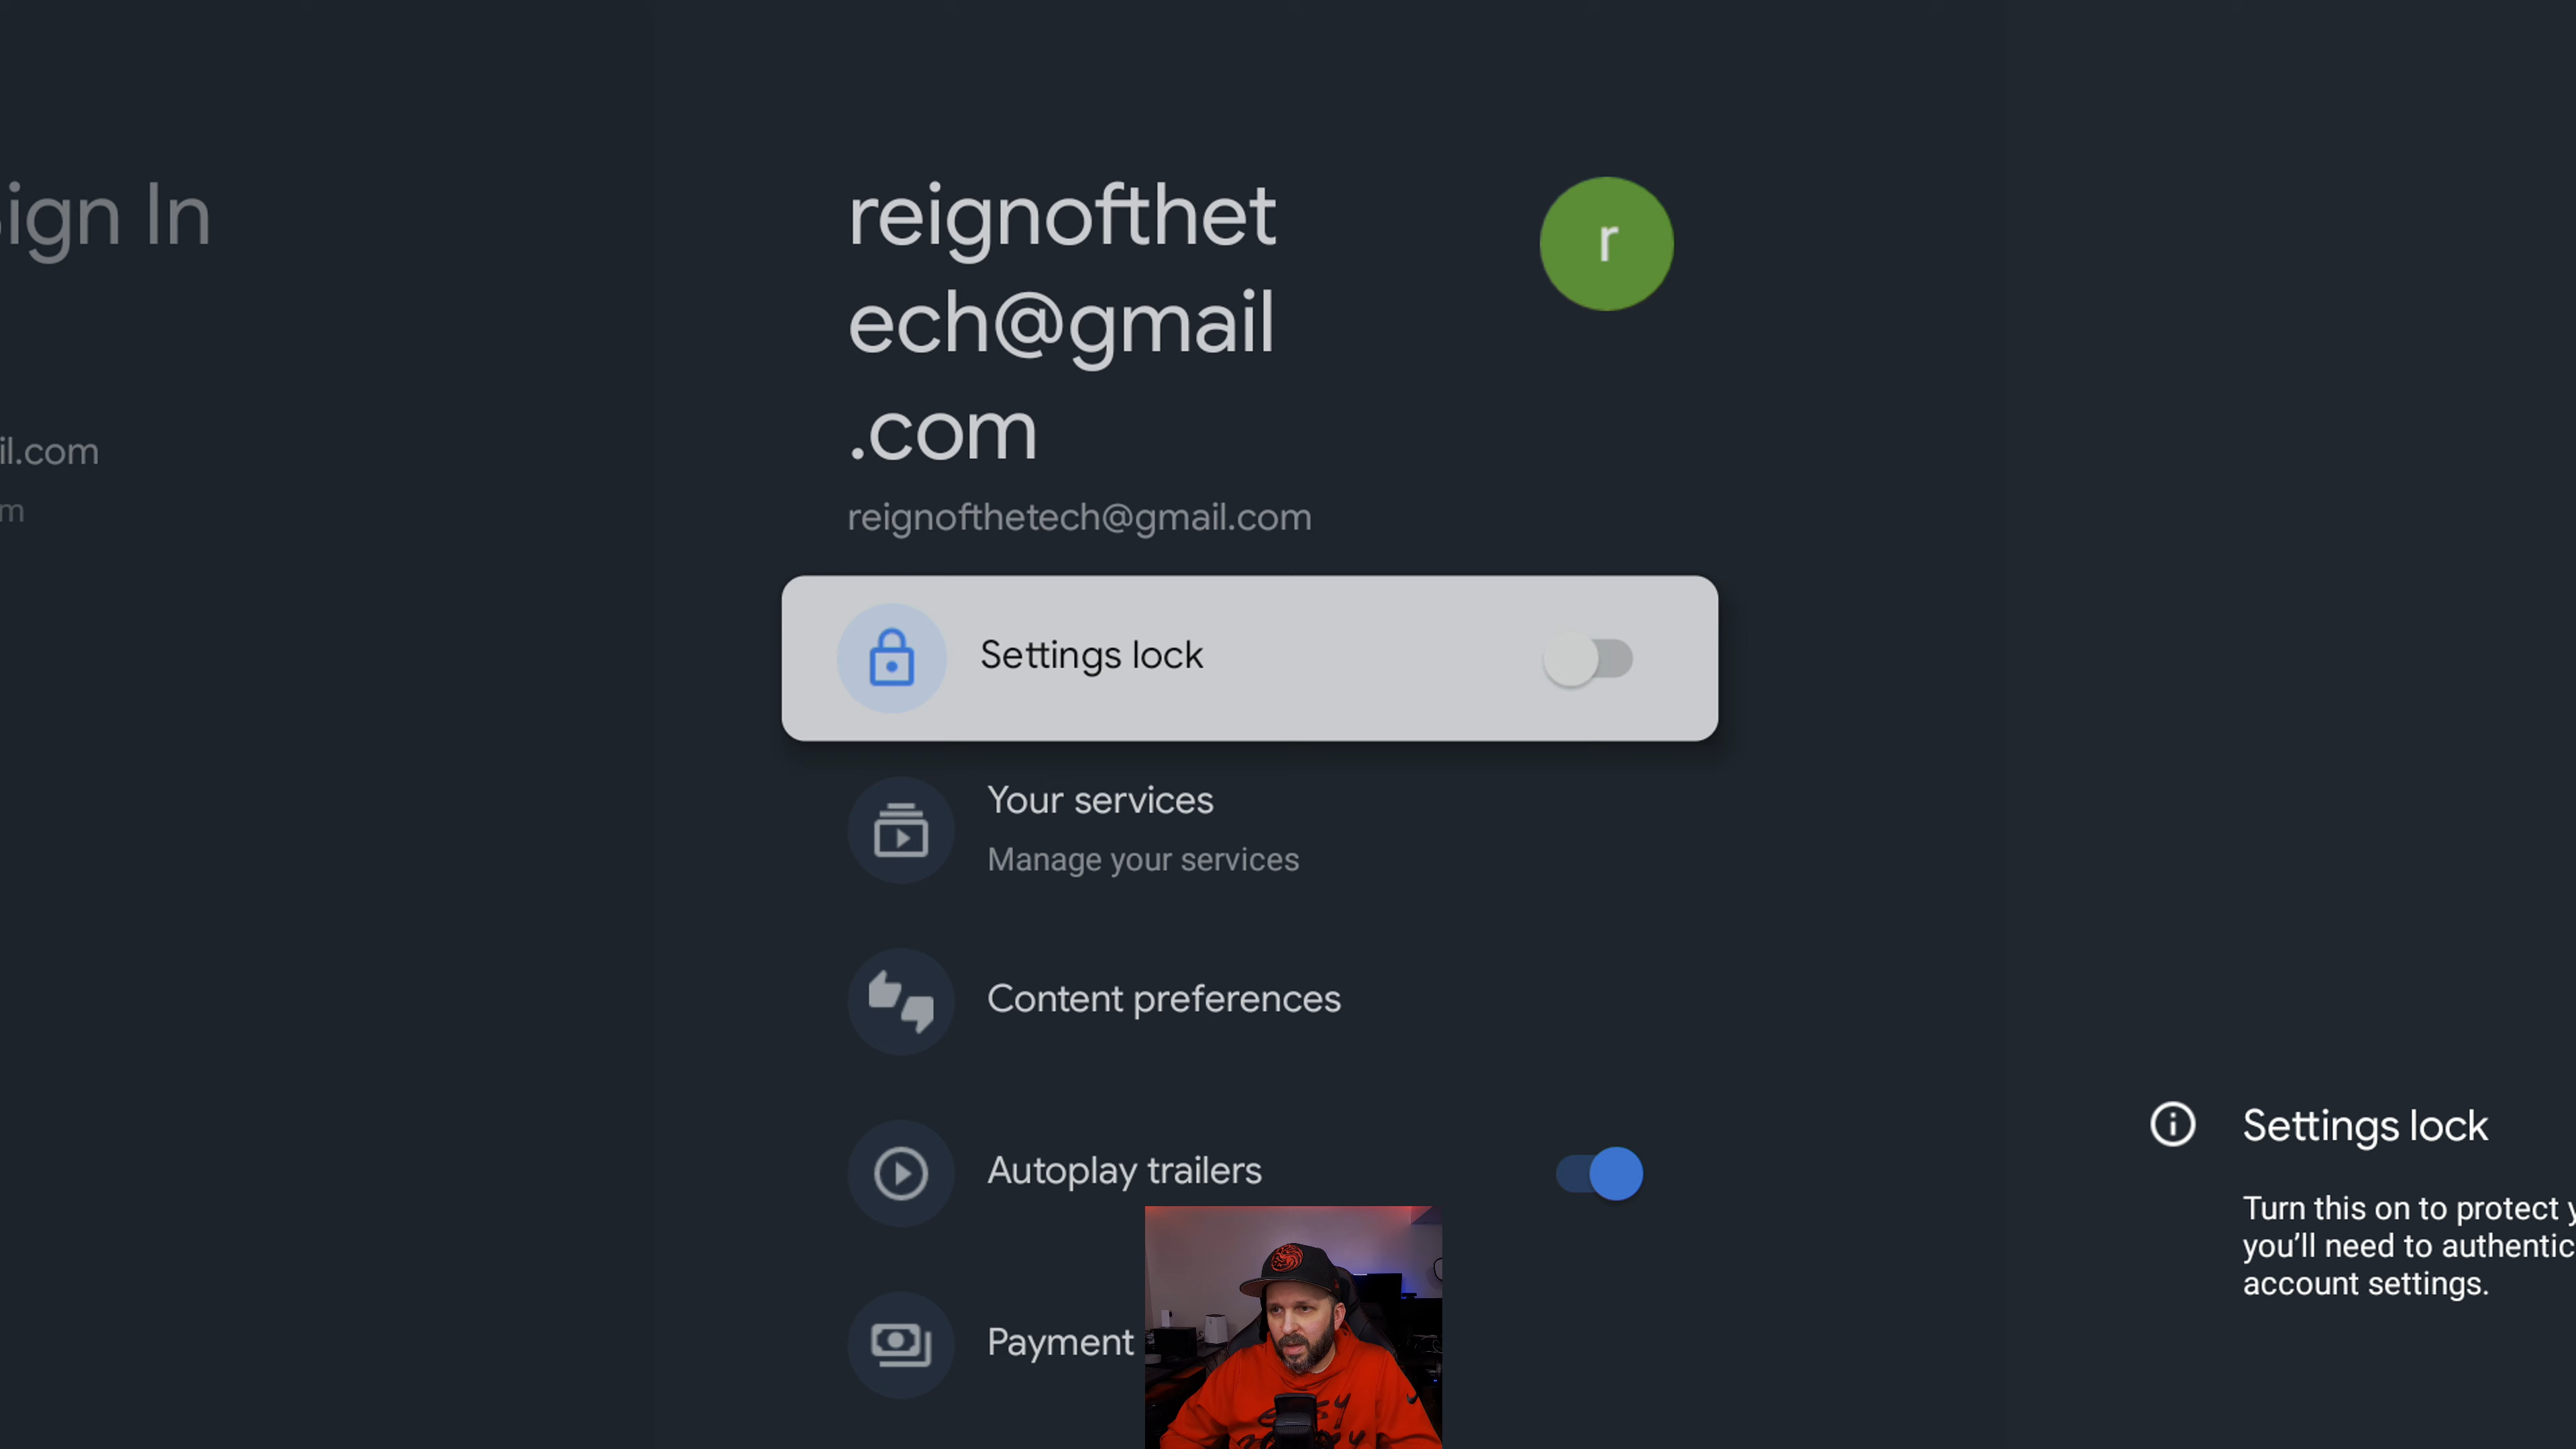 ign In
il.com
m
reignofthet
ech@gmail
.com
r
reignofthetech@gmail.com
Settings lock
Your services
Manage your services
Content preferences
Autoplay trailers
Payment
Settings lock
Turn this on to protect y
you'll need to authentic
account settings.